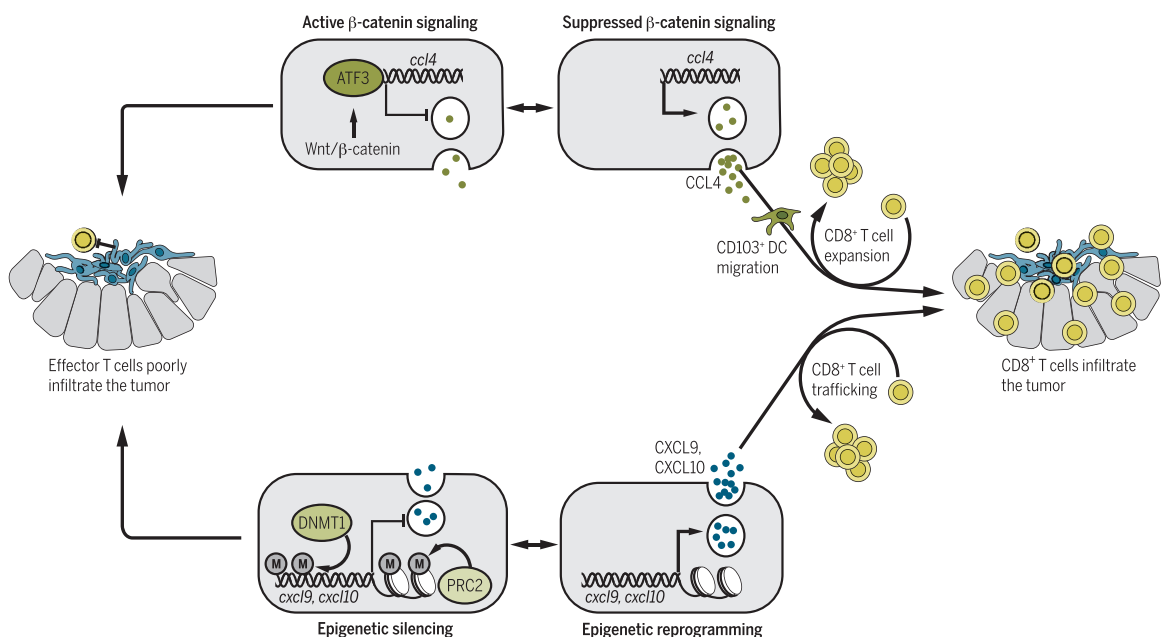 Active β-catenin signaling
Suppressed β-catenin signaling
ccl4
ATF3
Wnt/β-catenin
ccl4
CCL4
CD103⁺ DC
migration
CD8⁺ T cell
expansion
Effector T cells poorly
infiltrate the tumor
CD8⁺ T cells infiltrate
the tumor
CD8⁺ T cell
trafficking
CXCL9,
CXCL10
DNMT1
M M M M
PRC2
cxcl9, cxcl10
cxcl9, cxcl10
Epigenetic silencing
Epigenetic reprogramming